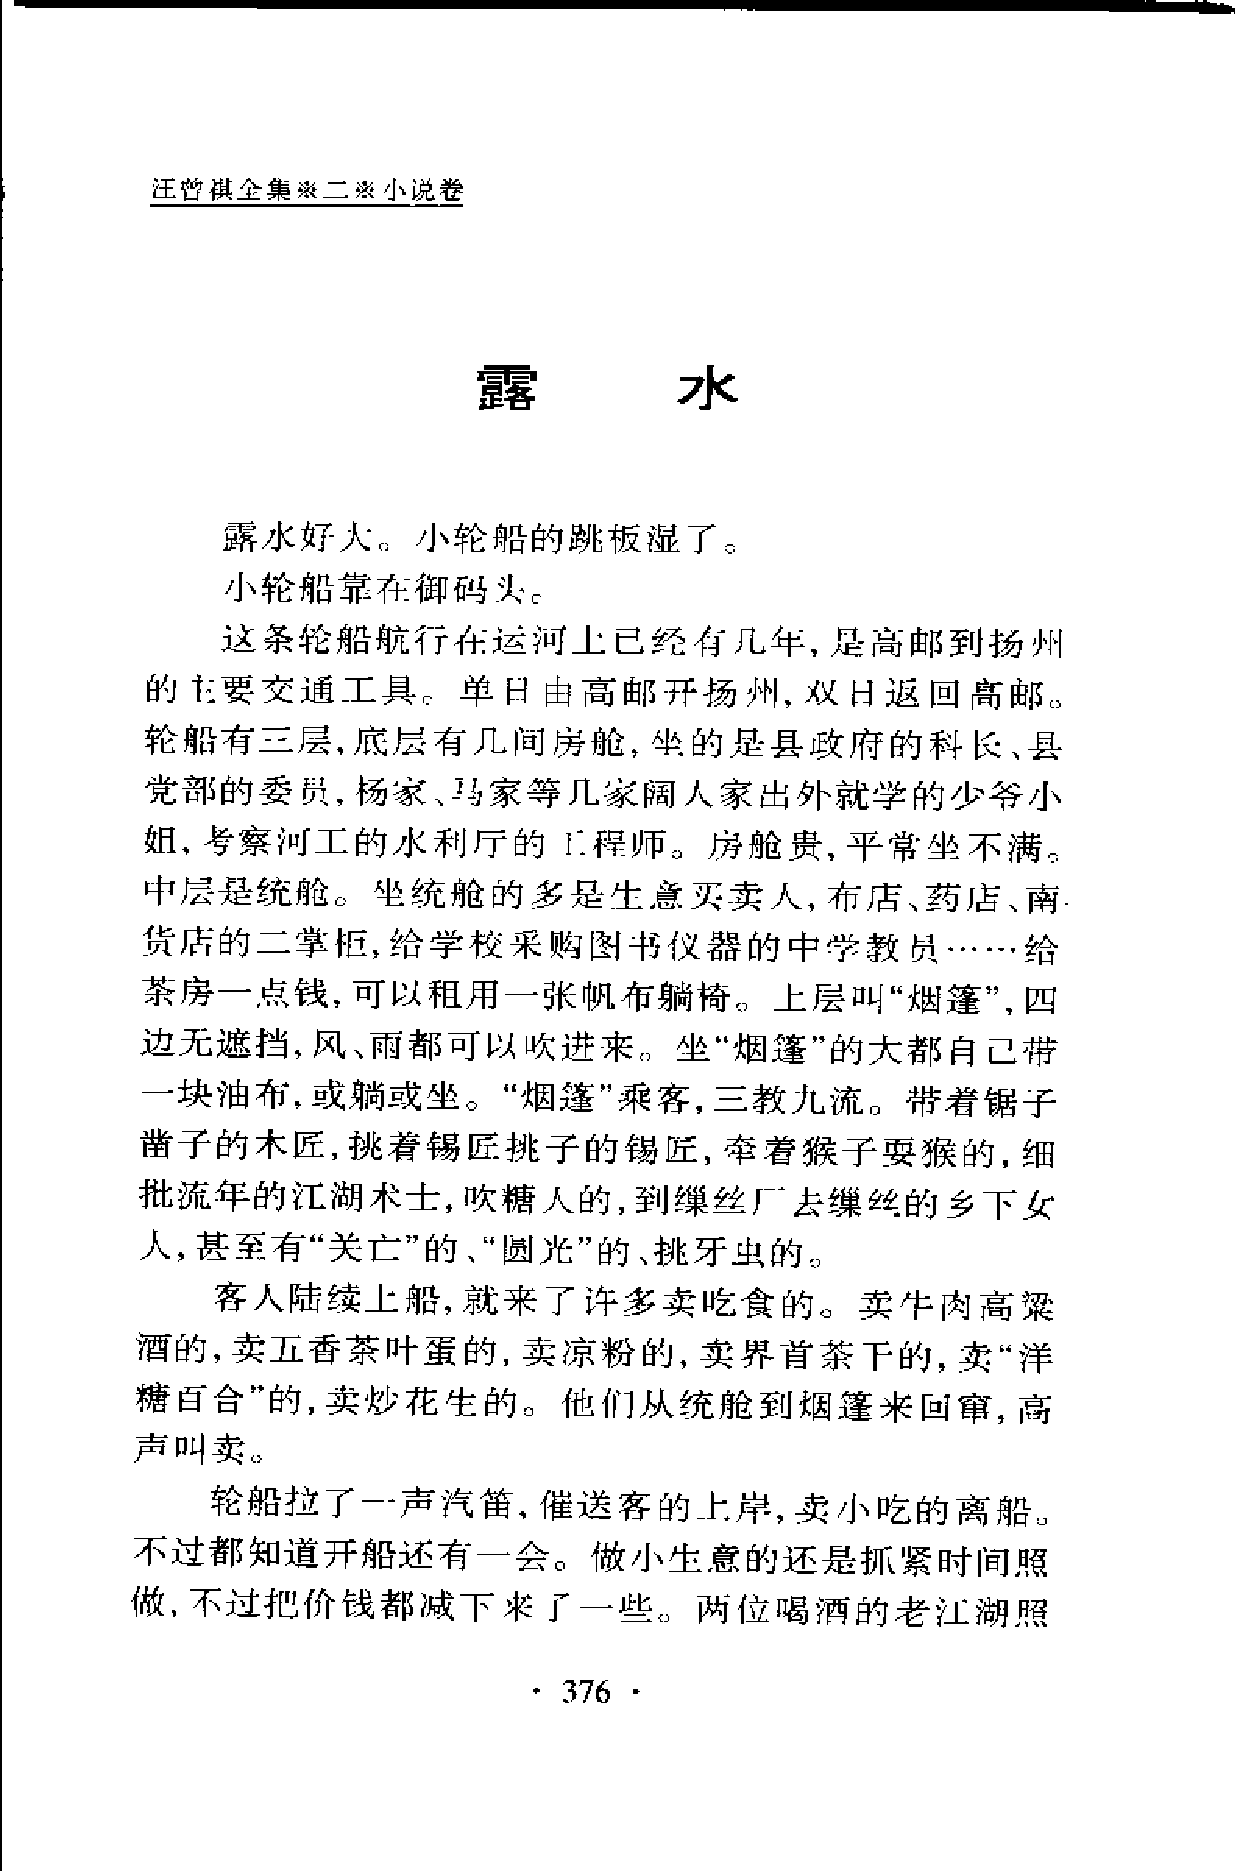 汪曾祺全集※二※小说卷
露 水
露水好大。小轮船的跳板湿了。
小轮船靠在御码头。
这条轮船航行在运河上已经有几年,是高邮到扬州
的主要交通工具。单日由高邮开扬州,双日返回高邮。
轮船有三层,底层有几间房舱,坐的是县政府的科长、县
党部的委员,杨家、马家等几家阔人家出外就学的少爷小
姐,考察河工的水利厅的工程师。房舱贵,平常坐不满。
中层是统舱。坐统舱的多是生意买卖人,布店、药店、南
货店的二掌柜,给学校采购图书仪器的中学教员……给
茶房一点钱,可以租用一张帆布躺椅。上层叫“烟篷”,四
边无遮挡,风、雨都可以吹进来。坐“烟篷”的大都自己带
一块油布,或躺或坐。“烟篷”乘客,三教九流。带着锯子
凿子的木匠,挑着锡匠挑子的锡匠,牵着猴子耍猴的,细
批流年的江湖术士,吹糖人的,到缫丝厂去缫丝的乡下女
人,甚至有“关亡”的、“圆光”的、挑牙虫的。
客人陆续上船,就来了许多卖吃食的。卖牛肉高粱
酒的,卖五香茶叶蛋的,卖凉粉的,卖界首茶干的,卖“洋
糖百合”的,卖炒花生的。他们从统舱到烟篷来回窜,高
声叫卖。
轮船拉了一声汽笛,催送客的上岸,卖小吃的离船。
不过都知道开船还有一会。做小生意的还是抓紧时间照
做,不过把价钱都减下来了一些。两位喝酒的老江湖照
· 376 ·